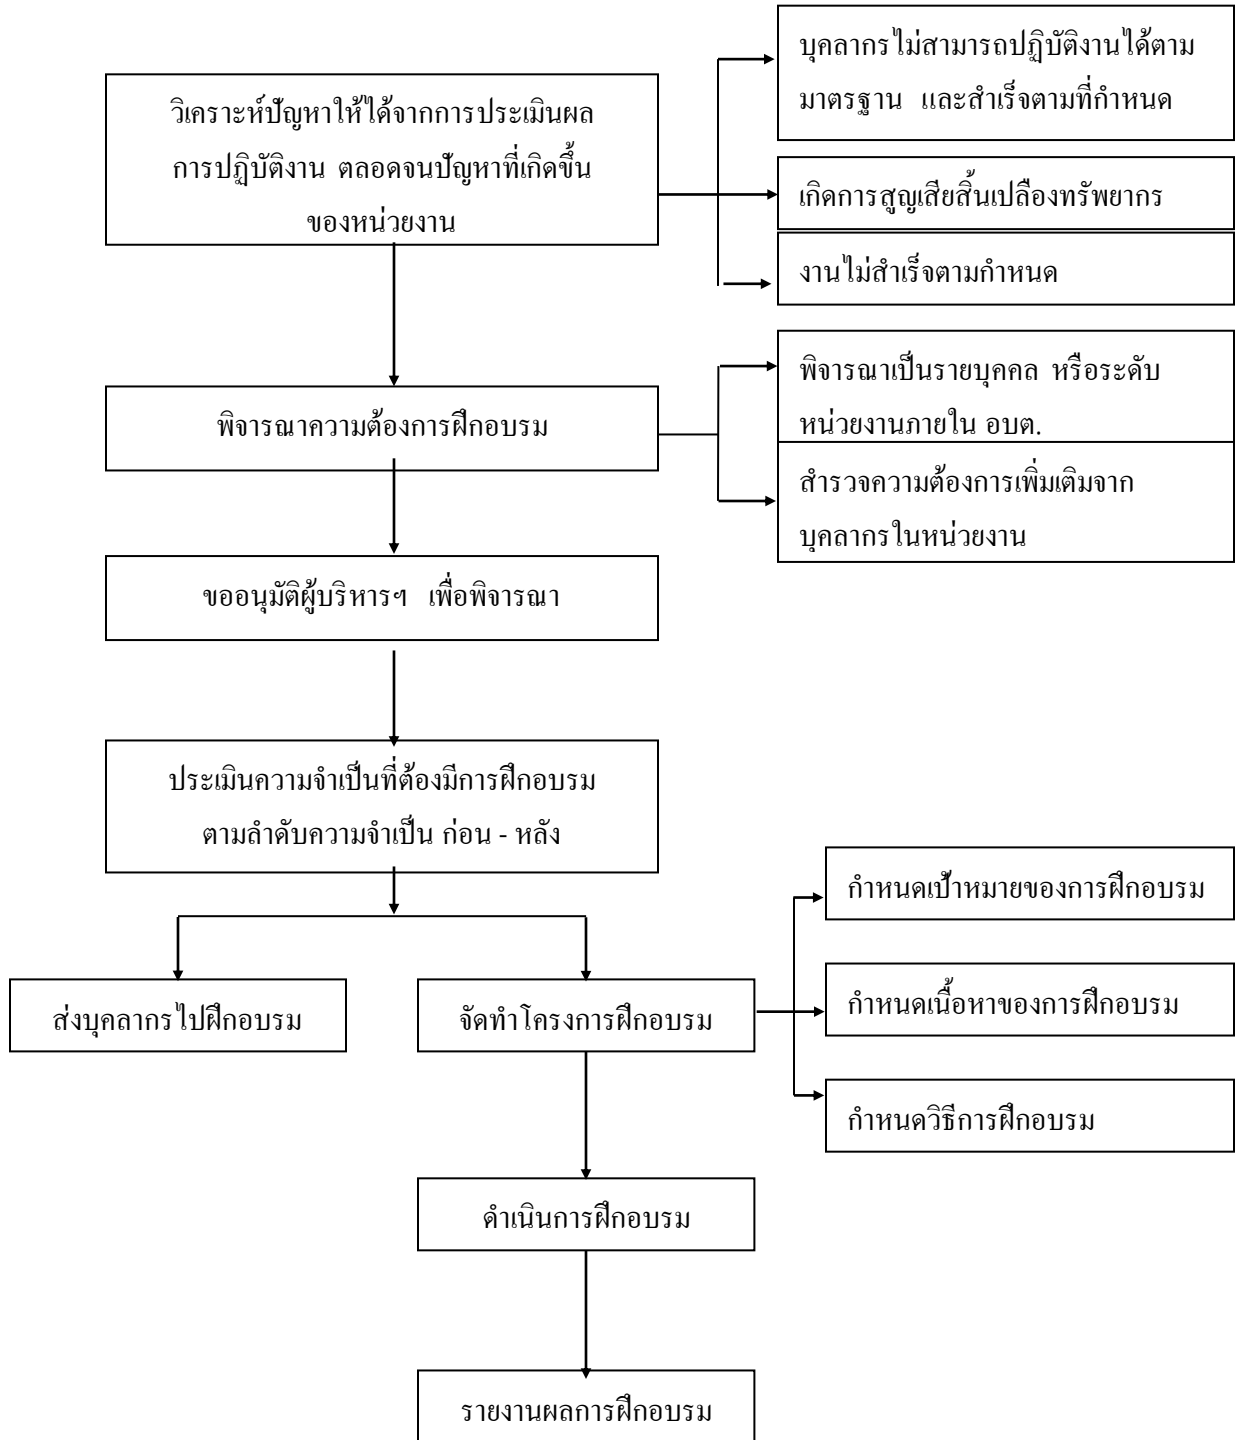 บุคลากรไม่สามารถปฏิบัติงานได้ตาม
มาตรฐาน และสำเร็จตามที่กำหนด
วิเคราะห์ปัญหาให้ได้จากการประเมินผล
การปฏิบัติงาน ตลอดจนปัญหาที่เกิดขึ้น
ของหน่วยงาน
เกิดการสูญเสียสิ้นเปลืองทรัพยากร
งานไม่สำเร็จตามกำหนด
พิจารณาความต้องการฝึกอบรม
พิจารณาเป็นรายบุคคล หรือระดับ
หน่วยงานภายใน อบต.
สำรวจความต้องการเพิ่มเติมจาก
บุคลากรในหน่วยงาน
ขออนุมัติผู้บริหารฯ เพื่อพิจารณา
ประเมินความจำเป็นที่ต้องมีการฝึกอบรม
ตามลำดับความจำเป็น ก่อน - หลัง
ส่งบุคลากรไปฝึกอบรม
จัดทำโครงการฝึกอบรม
กำหนดเป้าหมายของการฝึกอบรม
กำหนดเนื้อหาของการฝึกอบรม
กำหนดวิธีการฝึกอบรม
ดำเนินการฝึกอบรม
รายงานผลการฝึกอบรม